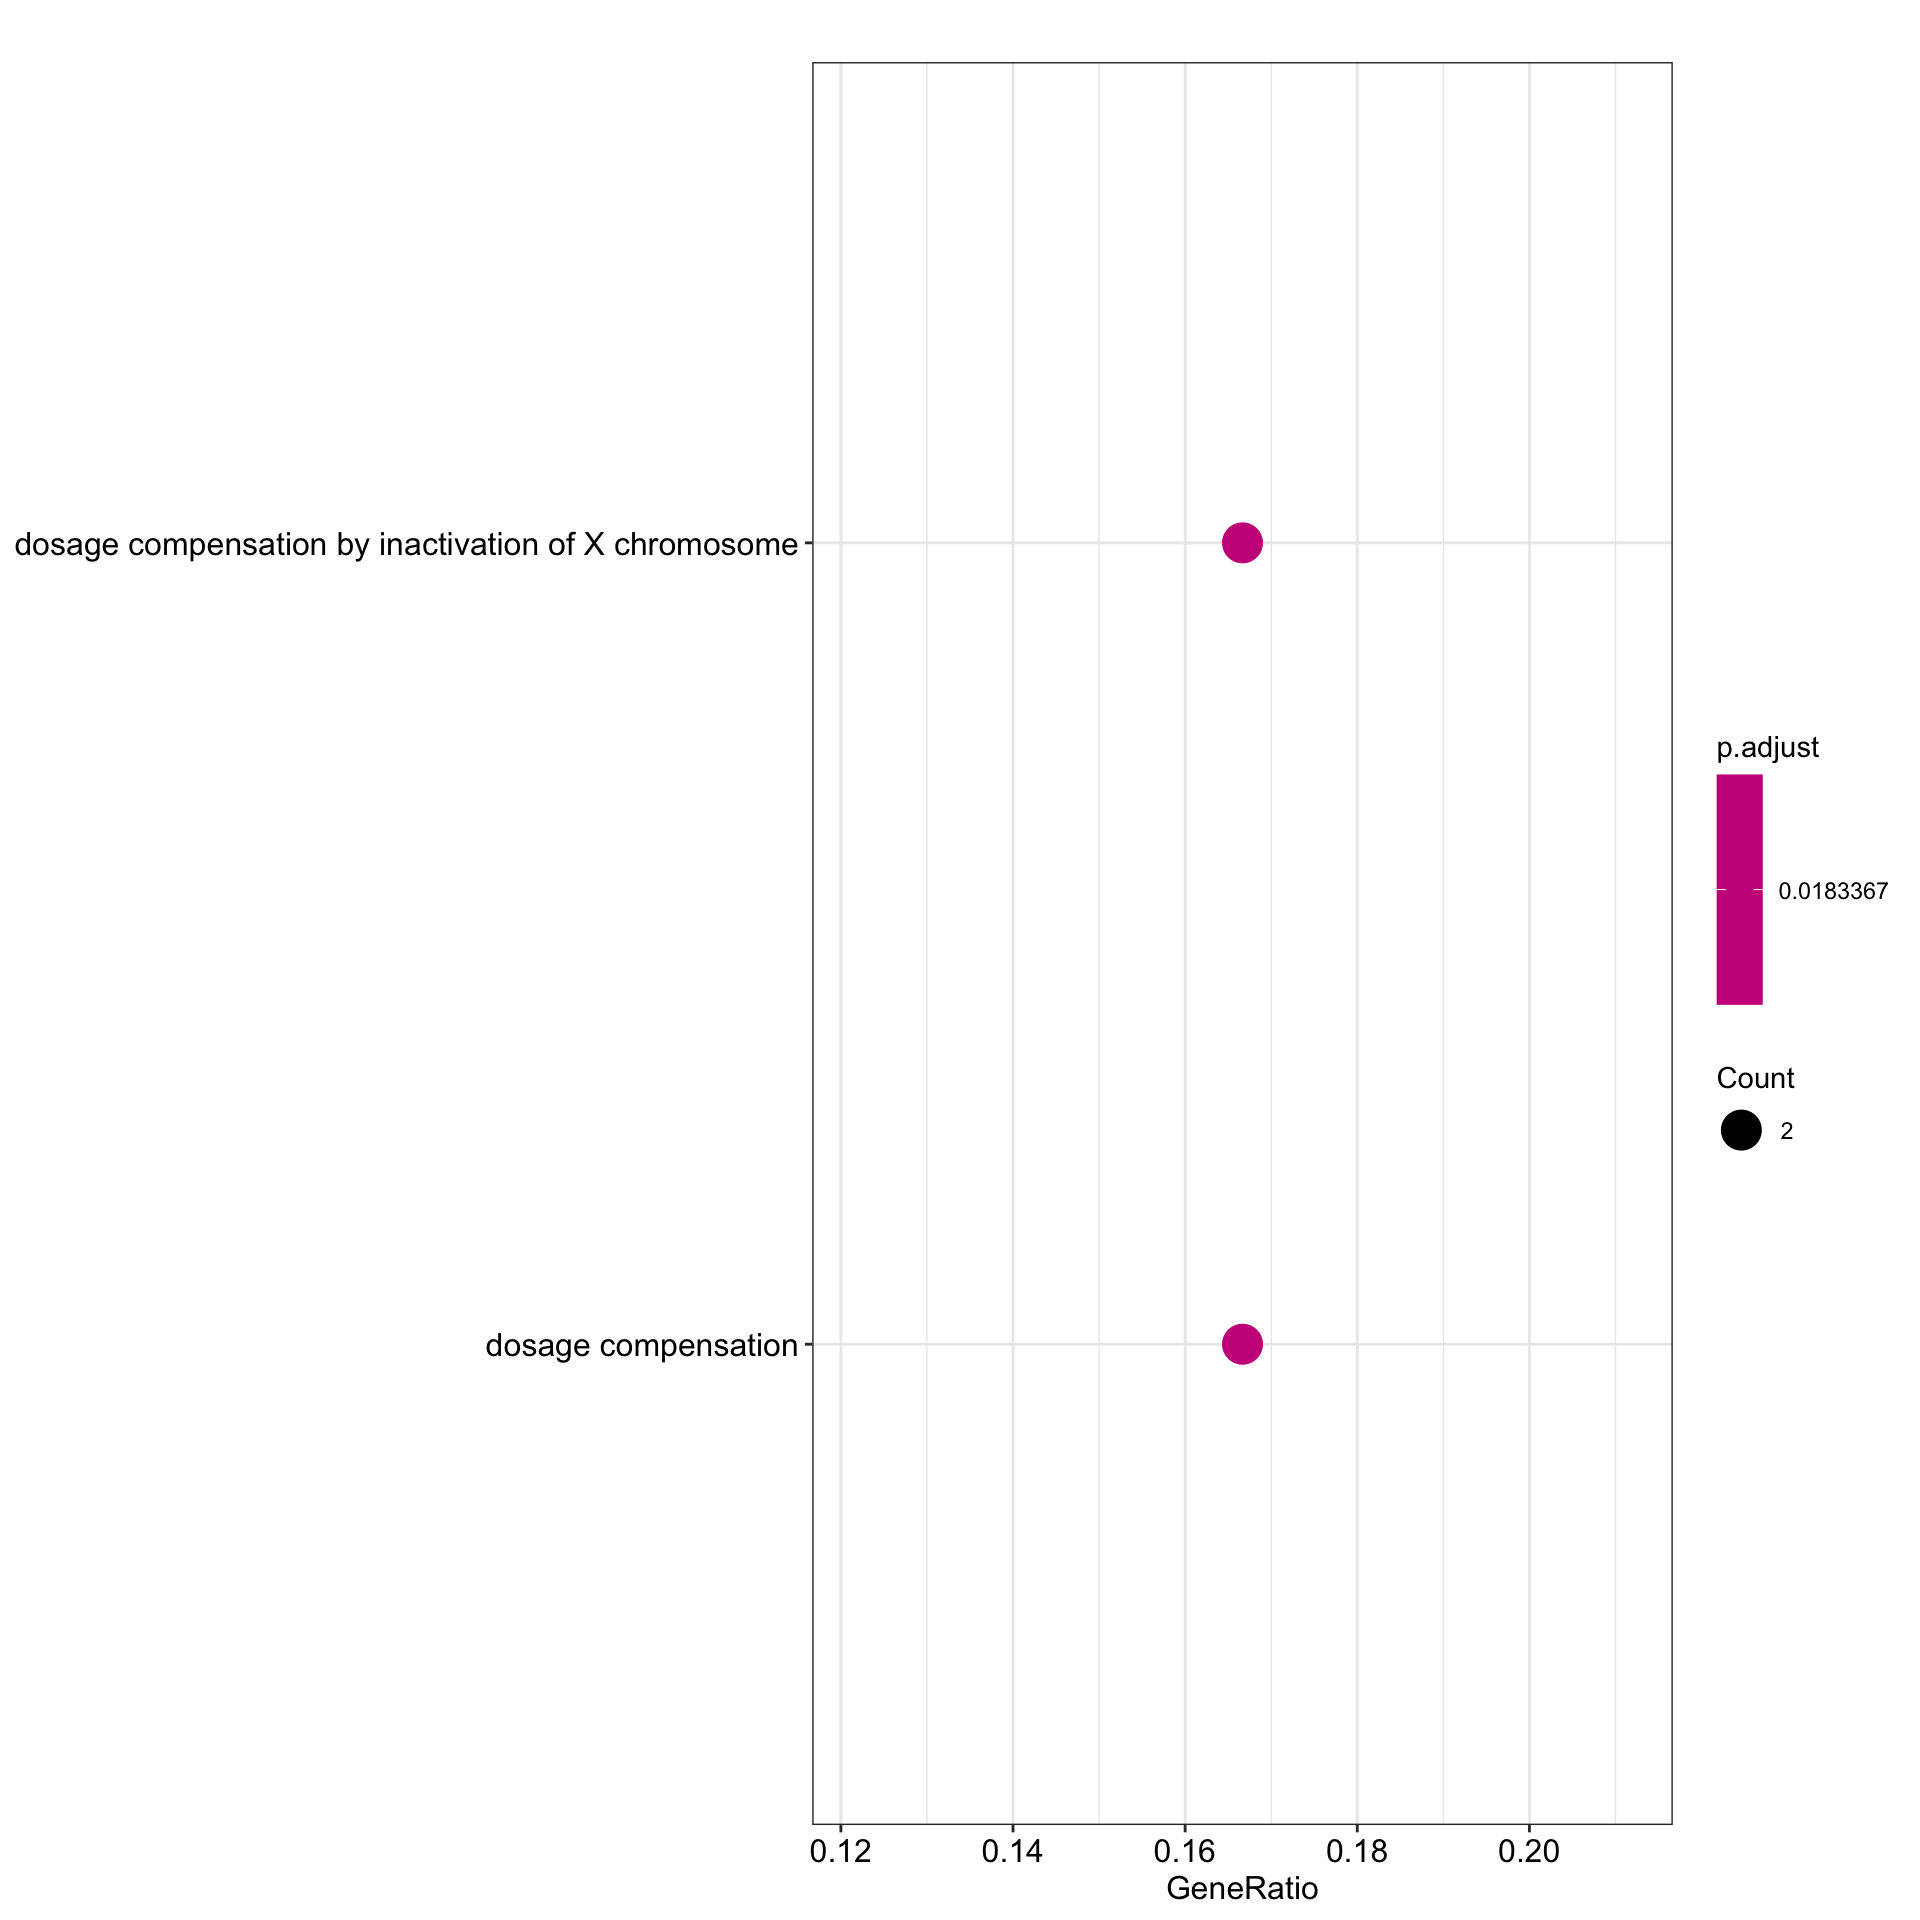 dosage compensation by inactivation of X chromosome
dosage compensation
0.12 0.14 0.16 0.18 0.20
GeneRatio
p.adjust
0.0183367
Count
2